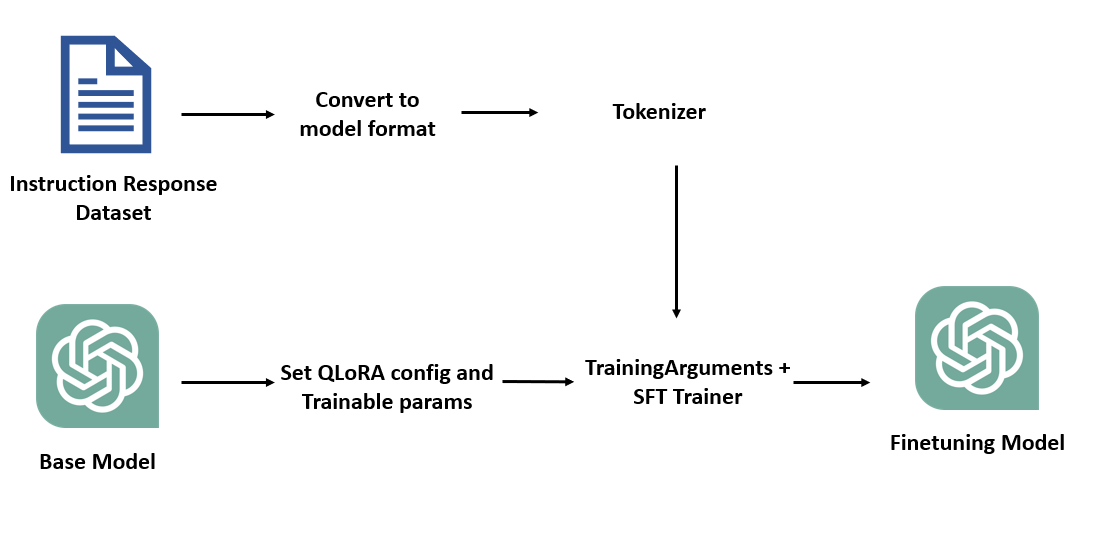 Convert to
model format
Tokenizer
Instruction Response
Dataset
Set QLoRA config and
Trainable params
TrainingArguments +
SFT Trainer
Base Model
Finetuning Model